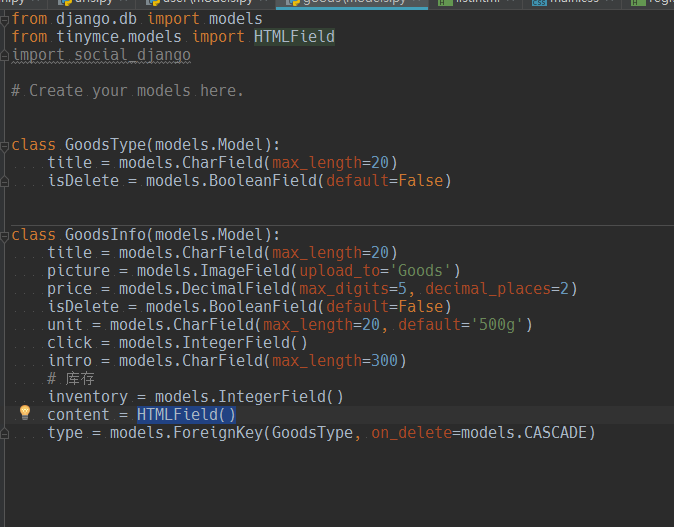 from django.db import models
from tinymce.models import HTMLField
import social_django
# Create your models here.
class GoodsType(models.Model):
title = models.CharField(max_length=20)
isDelete = models.BooleanField(default=False)
class GoodsInfo(models.Model):
title = models.CharField(max_length=20)
picture = models.ImageField(upload_to='Goods')
price = models.DecimalField(max_digits=5, decimal_places=2)
isDelete = models.BooleanField(default=False)
unit = models.CharField(max_length=20, default='500g')
click = models.IntegerField()
intro = models.CharField(max_length=300)
# 库存
inventory = models.IntegerField()
content = HTMLField()
type = models.ForeignKey(GoodsType, on_delete=models.CASCADE)